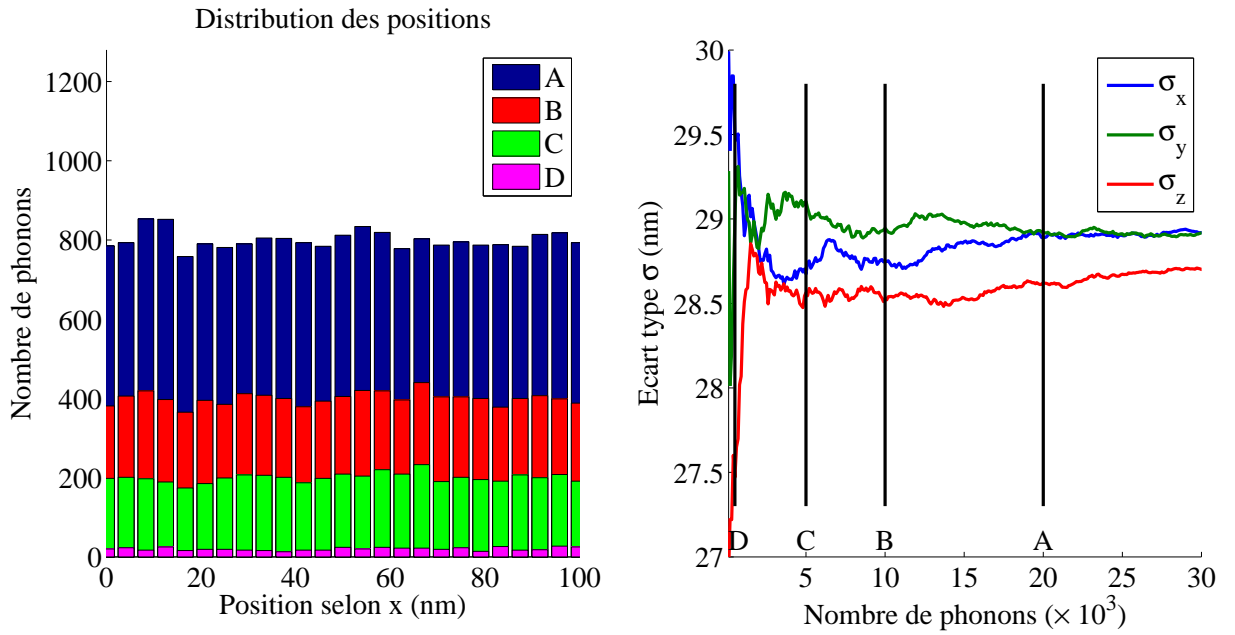 Distribution des positions
Nombre de phonons
1200
1000
800
600
400
200
0
A
B
C
D
0 20 40 60 80 100
Position selon x (nm)
Ecart type σ (nm)
30
29.5
29
28.5
28
27.5
27
σx
σy
σz
D C B A
5 10 15 20 25 30
Nombre de phonons (× 10³)